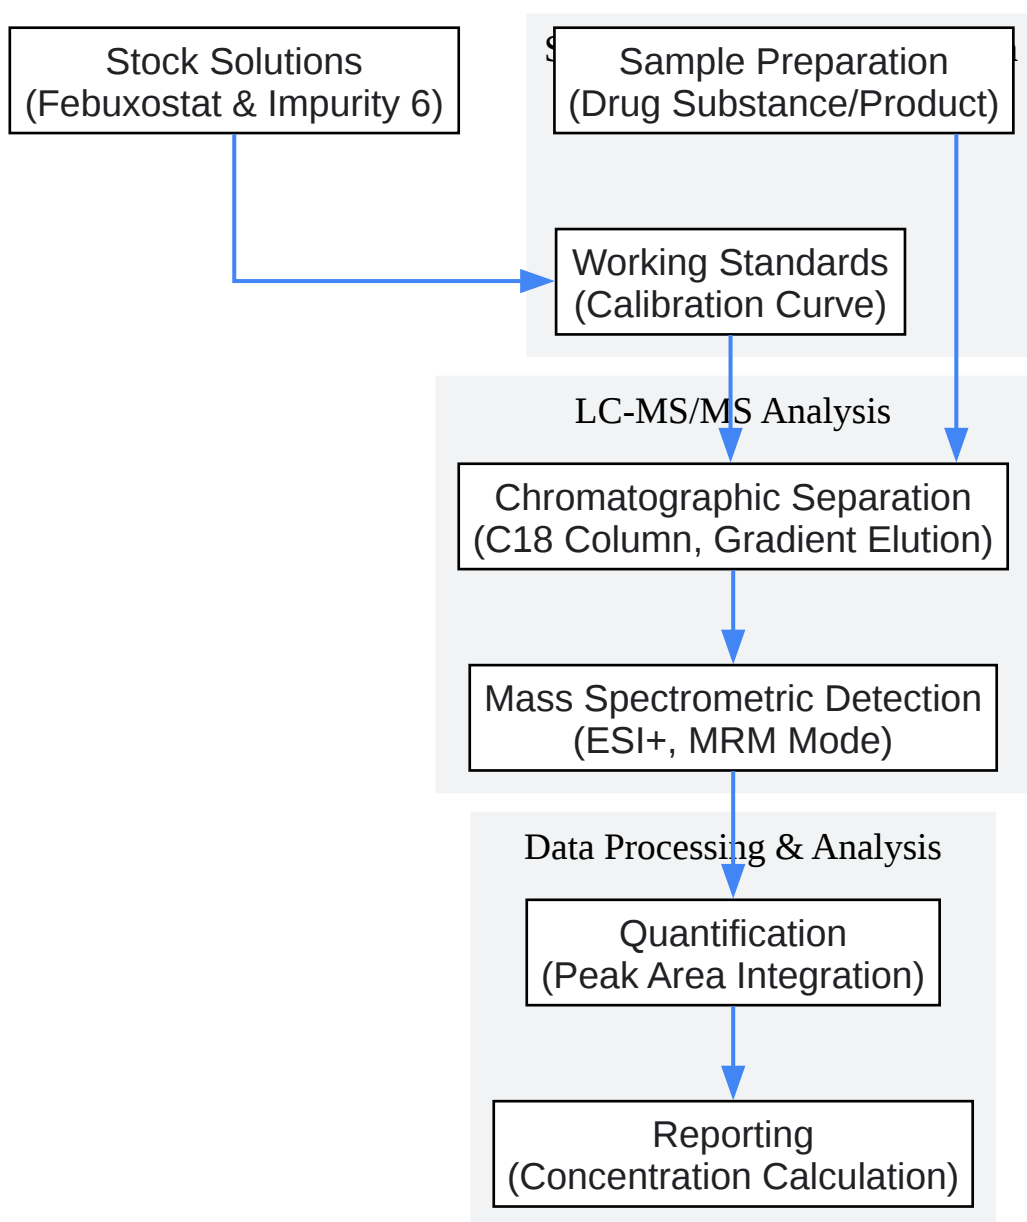 Stock Solutions
(Febuxostat & Impurity 6)
Sample Preparation
(Drug Substance/Product)
Working Standards
(Calibration Curve)
LC-MS/MS Analysis
Chromatographic Separation
(C18 Column, Gradient Elution)
Mass Spectrometric Detection
(ESI+, MRM Mode)
Data Processing & Analysis
Quantification
(Peak Area Integration)
Reporting
(Concentration Calculation)